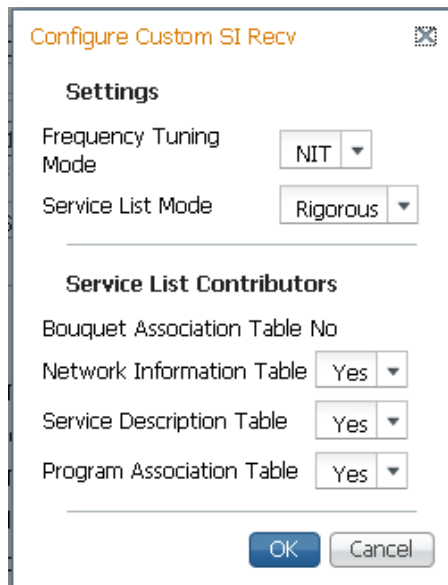 Configure Custom SI Recv
Settings
Frequency Tuning
Mode
NIT
Service List Mode
Rigorous
Service List Contributors
Bouquet Association Table No
Network Information Table Yes
Service Description Table Yes
Program Association Table Yes
OK Cancel